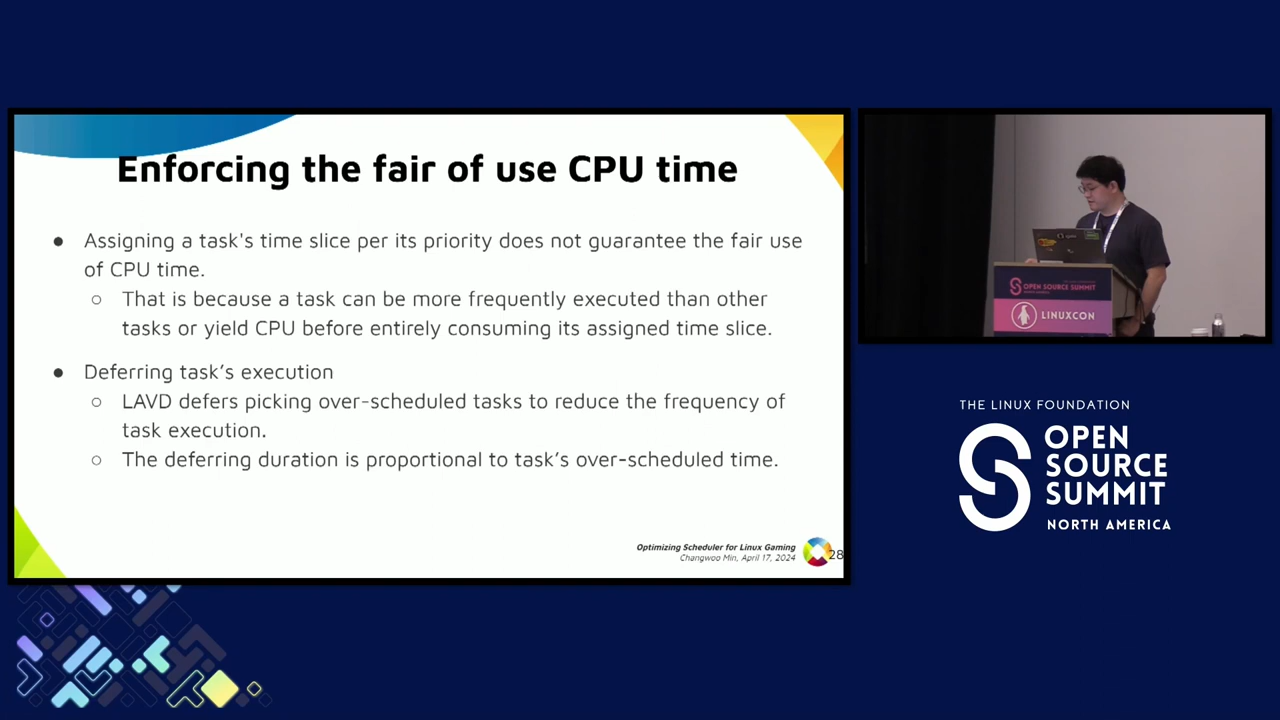 Enforcing the fair of use CPU time
● Assigning a task's time slice per its priority does not guarantee the fair use
of CPU time.
○ That is because a task can be more frequently executed than other
tasks or yield CPU before entirely consuming its assigned time slice.
● Deferring task’s execution
○ LAVD defers picking over-scheduled tasks to reduce the frequency of
task execution.
○ The deferring duration is proportional to task’s over-scheduled time.
Optimizing Scheduler for Linux Gaming
Changwoo Min, April 17, 2024
28
OPEN SOURCE SUMMIT
LINUXCON
THE LINUX FOUNDATION
OPEN
SOURCE
SUMMIT
NORTH AMERICA